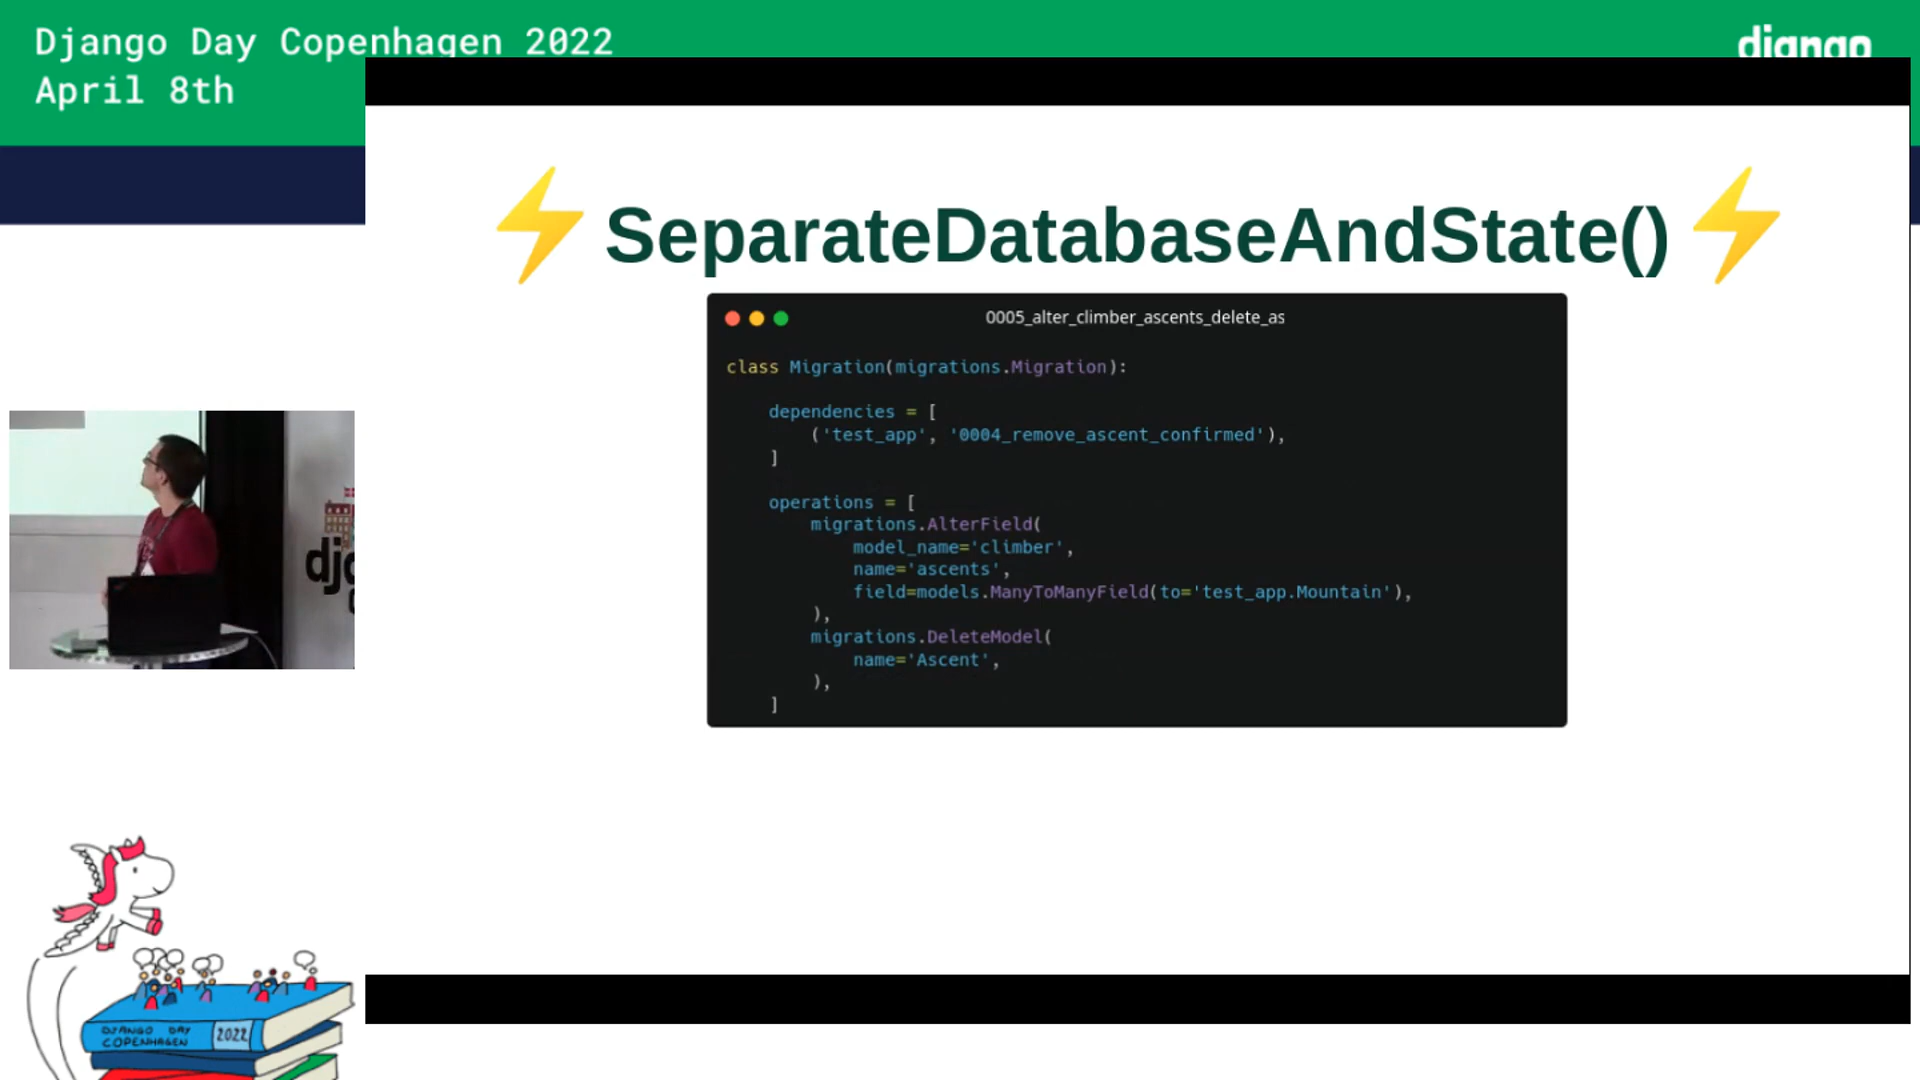 Django Day Copenhagen 2022
April 8th
django
SeparateDatabaseAndState()
0005_alter_climber_ascents_delete_as
class Migration(migrations.Migration):
dependencies = [
('test_app', '0004_remove_ascent_confirmed'),
]
operations = [
migrations.AlterField(
model_name='climber',
name='ascents',
field=models.ManyToManyField(to='test_app.Mountain'),
),
migrations.DeleteModel(
name='Ascent',
),
]
dj
DJANGO DAY
COPENHAGEN
2022